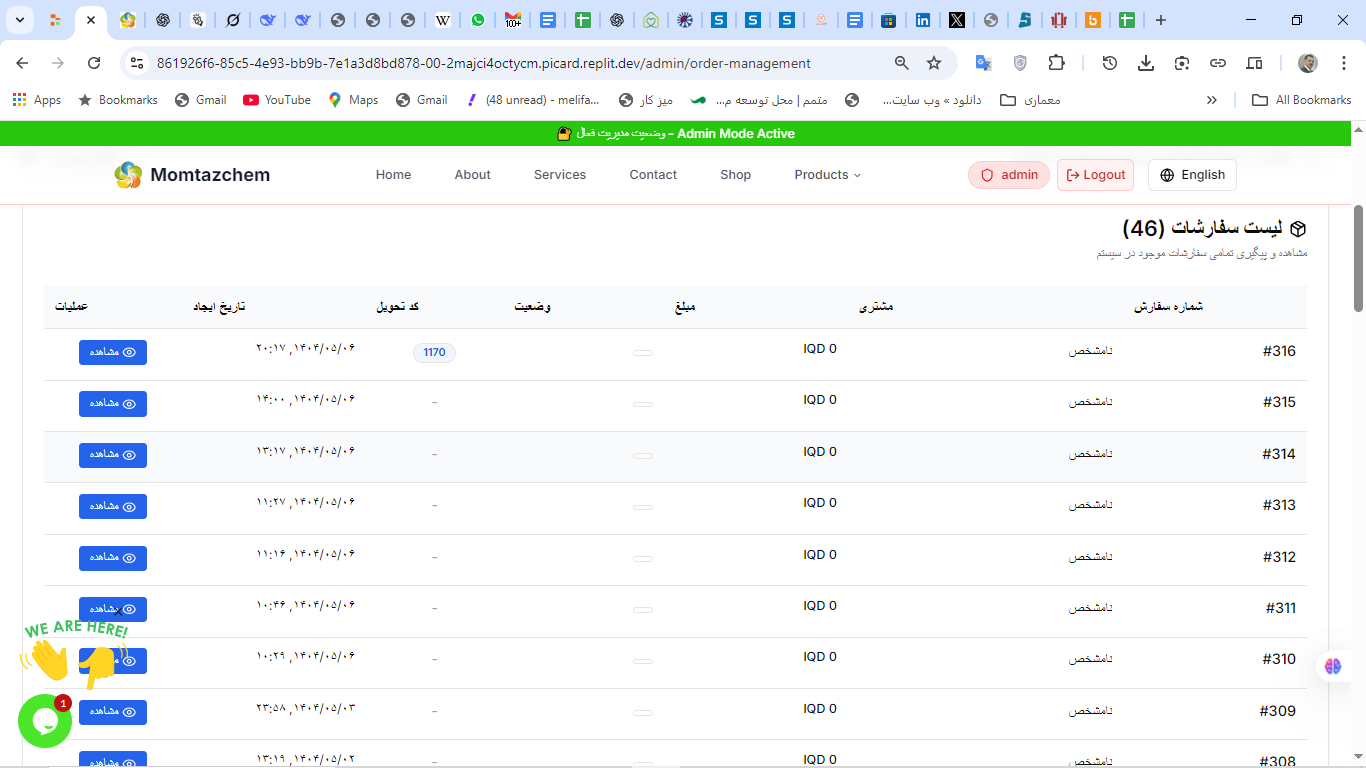 861926f6-85c5-4e93-bb9b-7e1a3d8bd878-00-2majci4octycm.picard.replit.dev/admin/order-management
Apps Bookmarks Gmail YouTube Maps Gmail (48 unread) - melifa... میز کار متمم | محل توسعه م... دانلود » وب سایت... معماری » All Bookmarks
وضعیت مدیریت فعال - Admin Mode Active
Momtazchem Home About Services Contact Shop Products admin Logout English
لیست سفارشات (46)
مشاهده و پیگیری تمامی سفارشات موجود در سیستم
شماره سفارش مشتری مبلغ وضعیت کد تحویل تاریخ ایجاد عملیات
#316 نامشخص IQD 0 1170 ۱۴۰۴/۰۵/۰۶, ۲۰:۱۷ مشاهده
#315 نامشخص IQD 0 - ۱۴۰۴/۰۵/۰۶, ۱۴:۰۰ مشاهده
#314 نامشخص IQD 0 - ۱۴۰۴/۰۵/۰۶, ۱۳:۱۷ مشاهده
#313 نامشخص IQD 0 - ۱۴۰۴/۰۵/۰۶, ۱۱:۲۷ مشاهده
#312 نامشخص IQD 0 - ۱۴۰۴/۰۵/۰۶, ۱۱:۱۶ مشاهده
#311 نامشخص IQD 0 - ۱۴۰۴/۰۵/۰۶, ۱۰:۴۶ مشاهده
WE ARE HERE!
#310 نامشخص IQD 0 - ۱۴۰۴/۰۵/۰۶, ۱۰:۲۹
#309 نامشخص IQD 0 - ۱۴۰۴/۰۵/۰۳, ۲۳:۵۸ مشاهده
1
#308 نامشخص IQD 0 ۱۴۰۴/۰۵/۰۲, ۱۳:۱۹ مشاهده